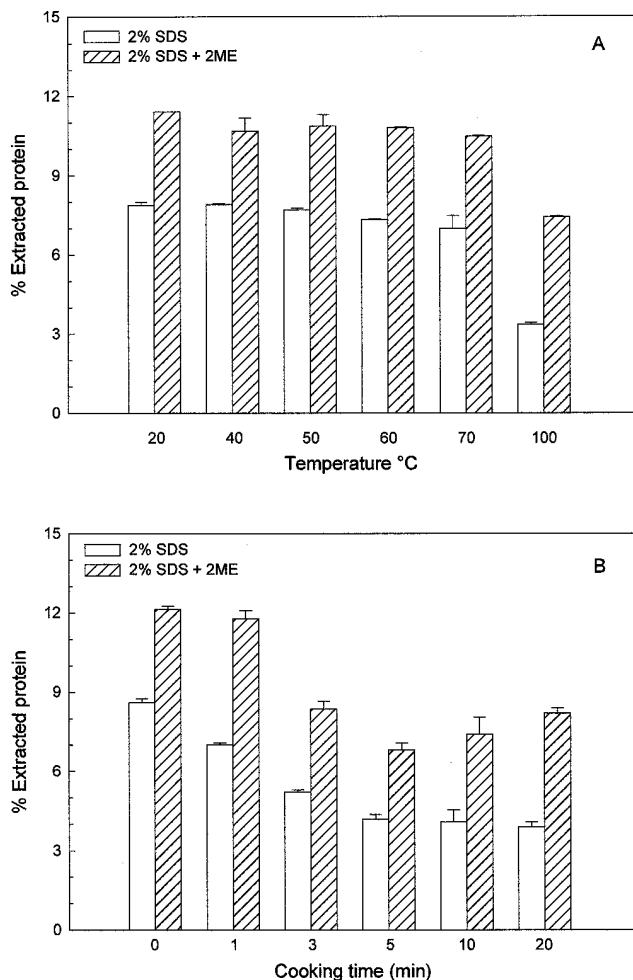 15
12
9
6
3
0
% Extracted protein
2% SDS
2% SDS + 2ME
A
20 40 50 60 70 100
Temperature °C
15
12
9
6
3
0
% Extracted protein
2% SDS
2% SDS + 2ME
B
0 1 3 5 10 20
Cooking time (min)